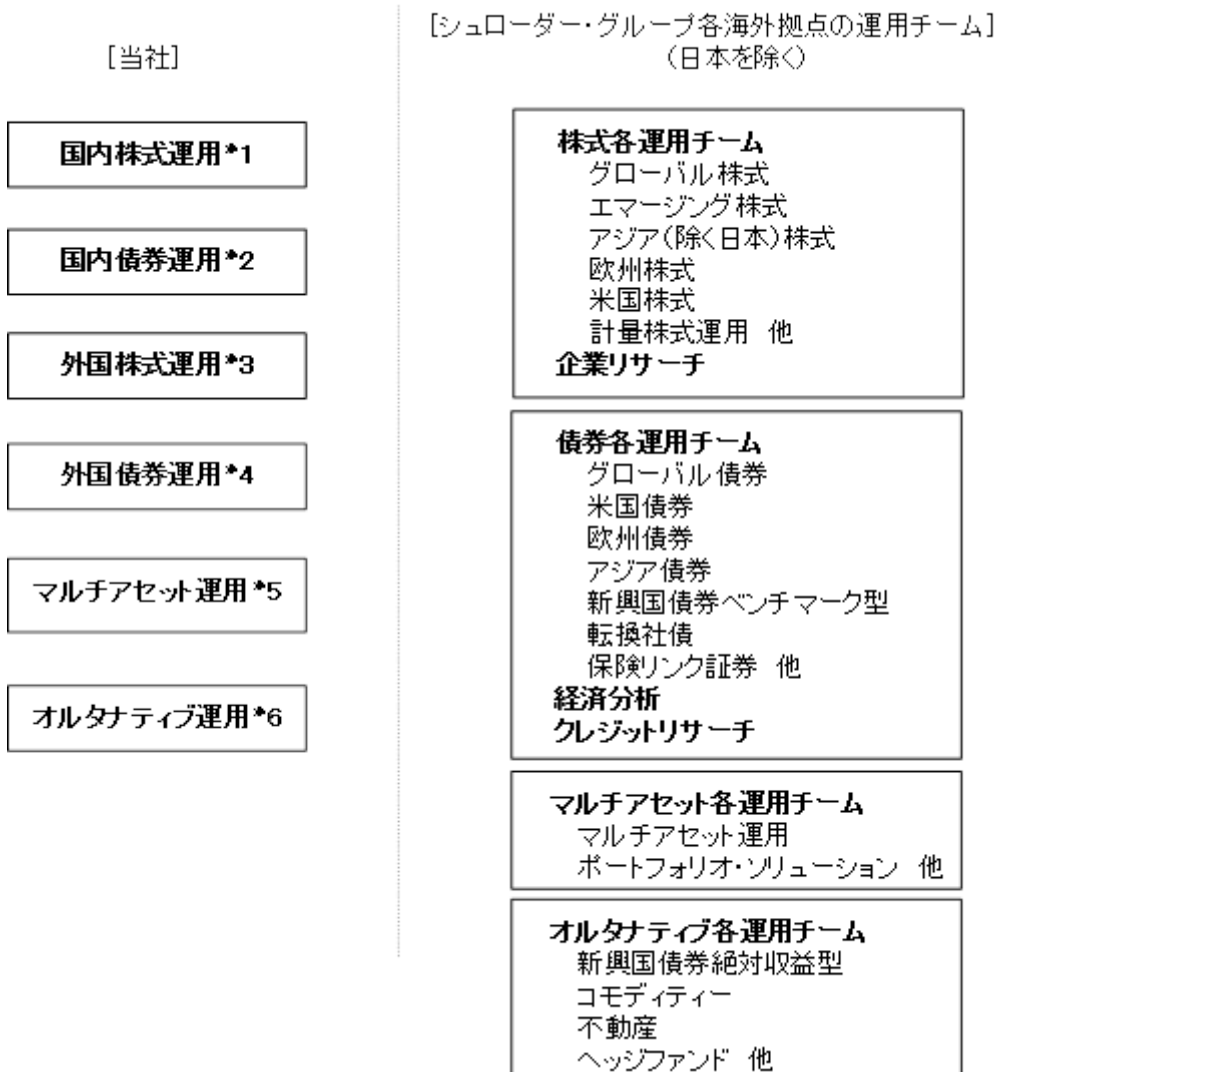 [当社]
国内株式運用*1
国内債券運用*2
外国株式運用*3
外国債券運用*4
マルチアセット運用*5
オルタナティブ運用*6
[シュローダー・グループ各海外拠点の運用チーム]
（日本を除く）
株式各運用チーム
グローバル株式
エマージング株式
アジア（除く日本）株式
欧州株式
米国株式
計量株式運用 他
企業リサーチ
債券各運用チーム
グローバル債券
米国債券
欧州債券
アジア債券
新興国債券ベンチマーク型
転換社債
保険リンク証券 他
経済分析
クレジットリサーチ
マルチアセット各運用チーム
マルチアセット運用
ポートフォリオ・ソリューション 他
オルタナティブ各運用チーム
新興国債券絶対収益型
コモディティー
不動産
ヘッジファンド 他